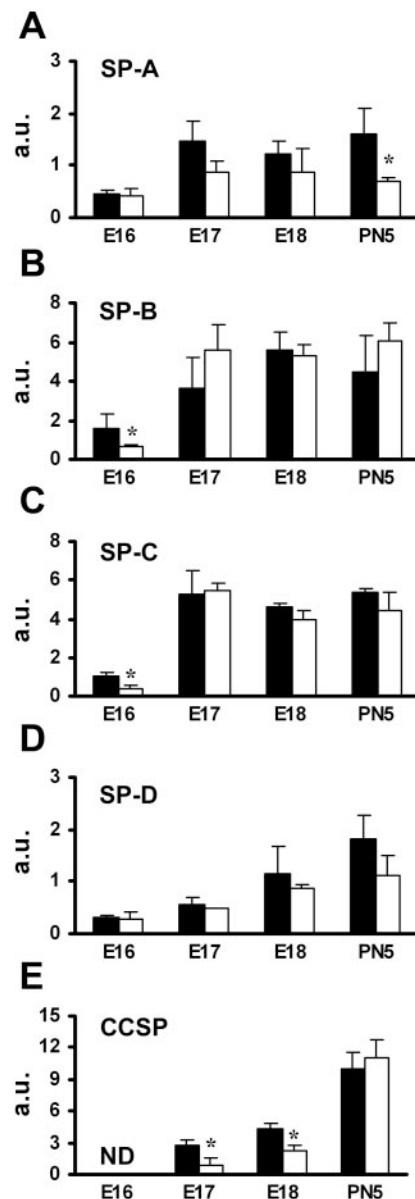 A
SP-A
3
2
1
0
a.u.
*
E16 E17 E18 PN5
B
SP-B
8
6
4
2
0
a.u.
*
E16 E17 E18 PN5
C
SP-C
8
6
4
2
0
a.u.
*
E16 E17 E18 PN5
D
SP-D
3
2
1
0
a.u.
E16 E17 E18 PN5
E
CCSP
15
12
9
6
3
0
a.u.
ND
* *
E16 E17 E18 PN5